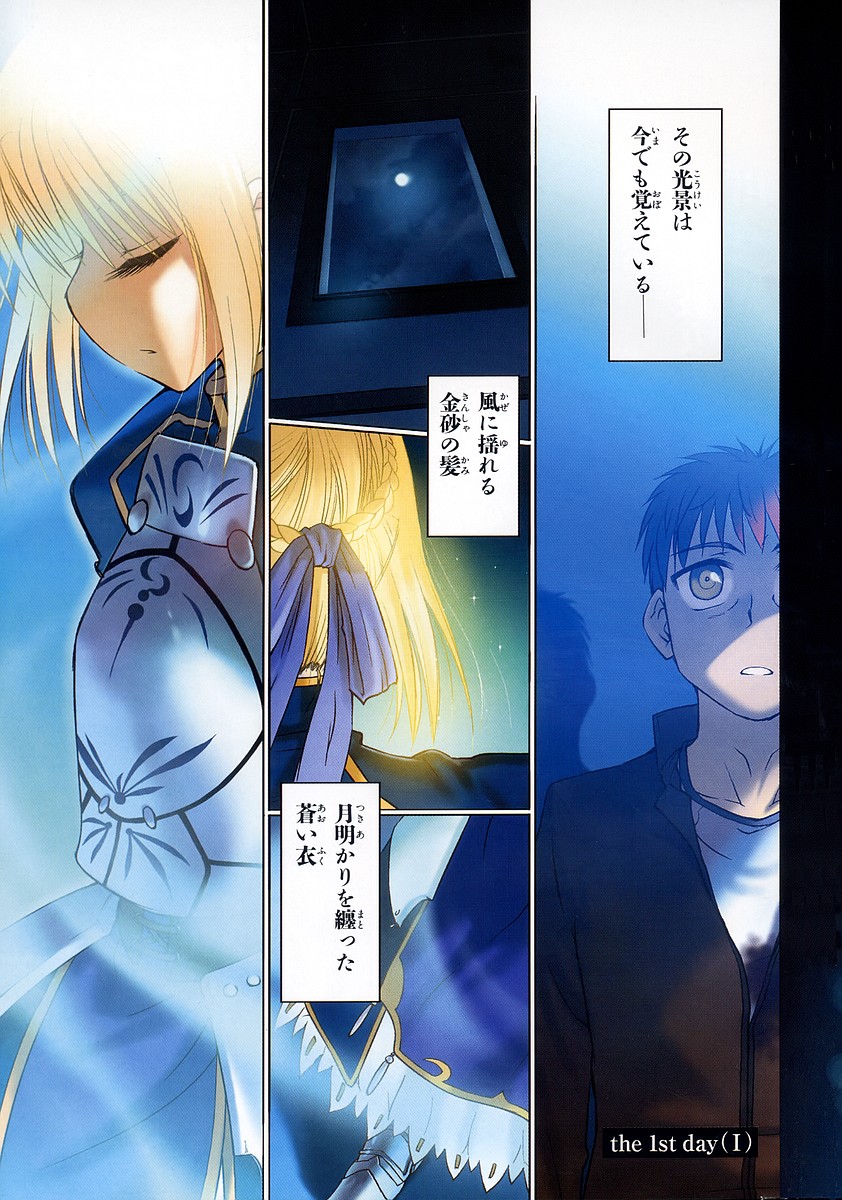 その光景は
今でも覚えている――
風に揺れる
金砂の髪
月明かりを纏った
蒼い衣
the 1st day(I)